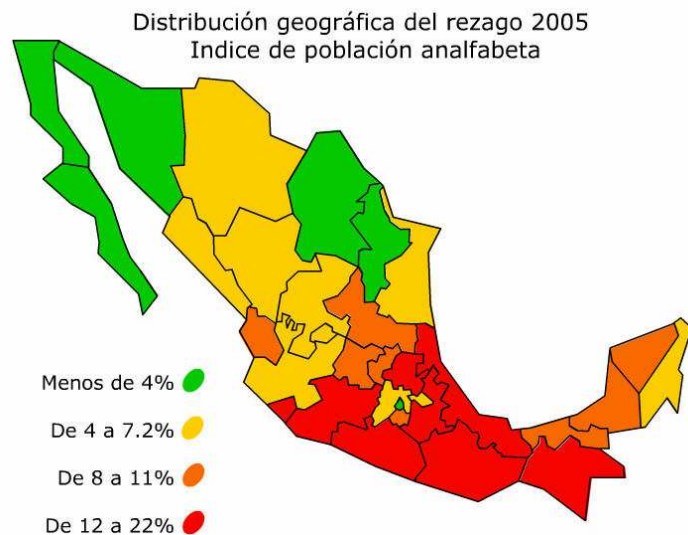 Distribución geográfica del rezago 2005
Indice de población analfabeta
Menos de 4%
De 4 a 7.2%
De 8 a 11%
De 12 a 22%